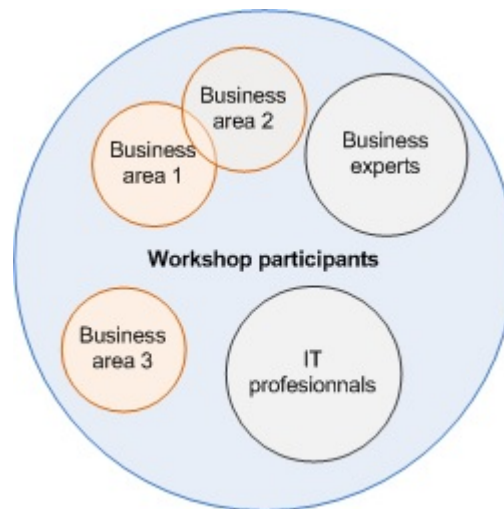 Business
area 2
Business
area 1
Business
experts
Workshop participants
Business
area 3
IT
profesionnals